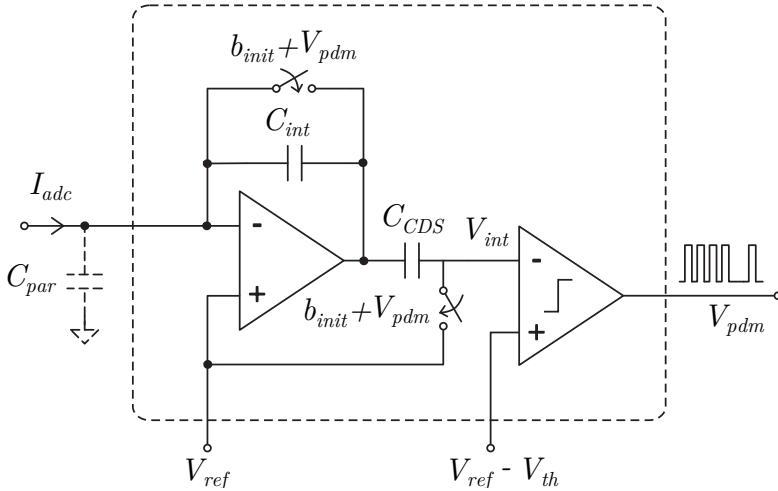 b_init+V_pdm
C_int
I_adc
C_CDS
V_int
-
-
C_par
+
b_init+V_pdm
+
V_pdm
V_ref
V_ref - V_th